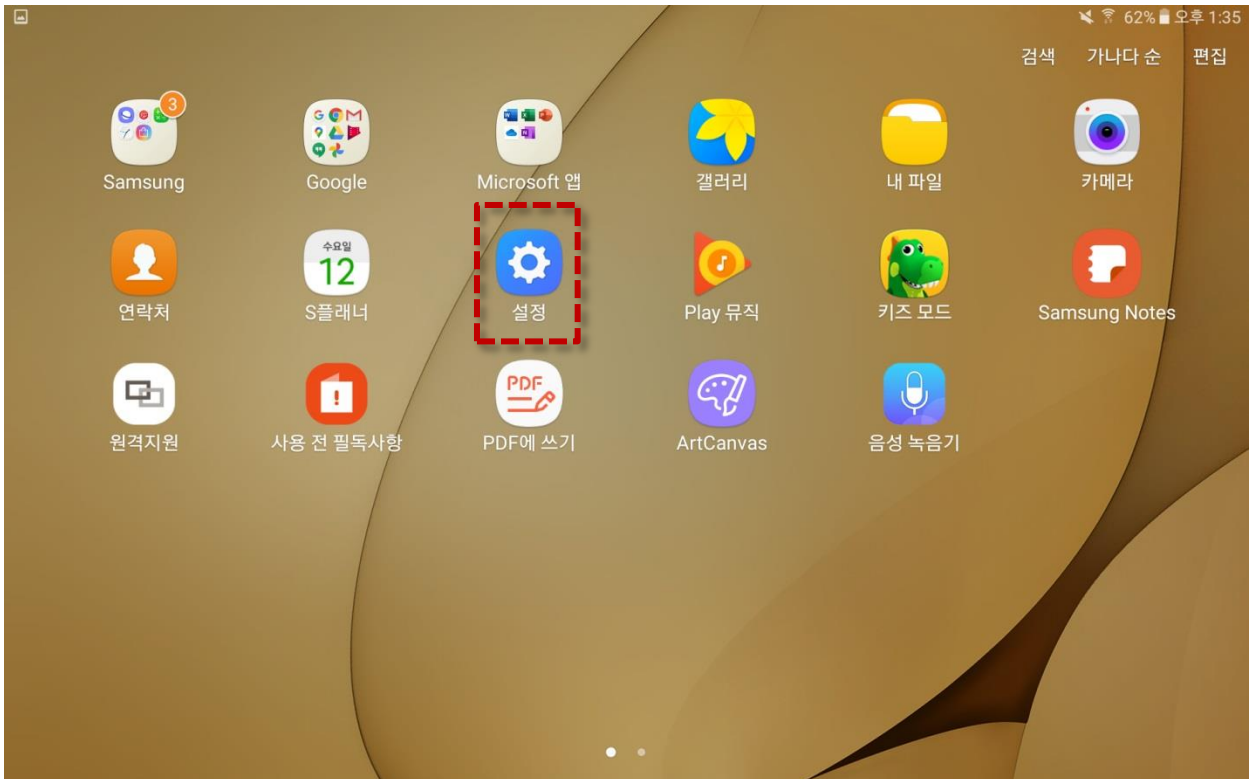 62% 오후 1:35
검색 가나다 순 편집
3
Samsung Google Microsoft 앱 갤러리 내 파일 카메라
수요일
12
연락처 S플래너 설정 Play 뮤직 키즈 모드 Samsung Notes
PDF
원격지원 사용 전 필독사항 PDF에 쓰기 ArtCanvas 음성 녹음기